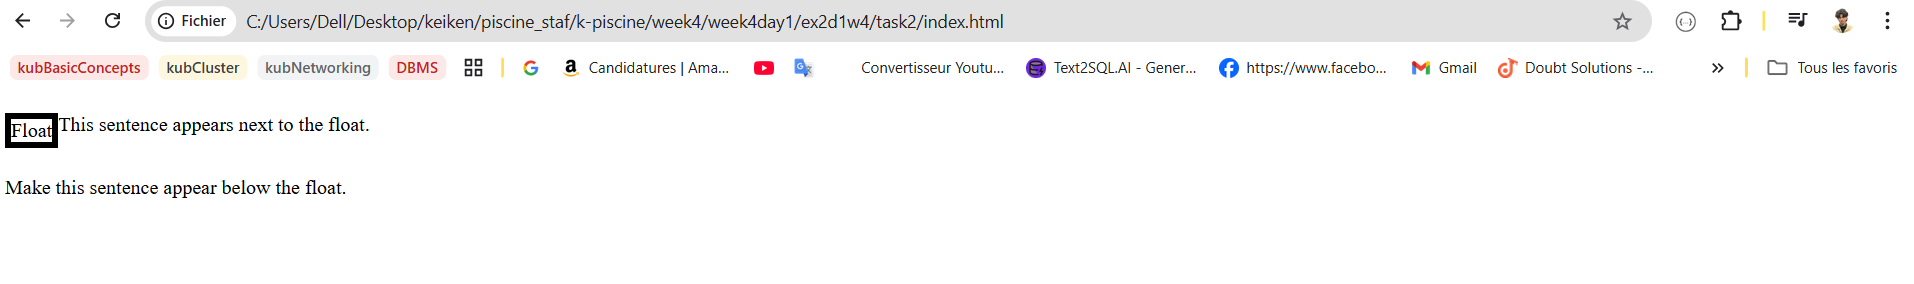 Fichier C:/Users/Dell/Desktop/keiken/piscine_staf/k-piscine/week4/week4day1/ex2d1w4/task2/index.html
kubBasicConcepts kubCluster kubNetworking DBMS Candidatures | Ama... Convertisseur Youtu... Text2SQL.AI - Gener... https://www.facebo... Gmail Doubt Solutions -... » Tous les favoris
Float This sentence appears next to the float.
Make this sentence appear below the float.